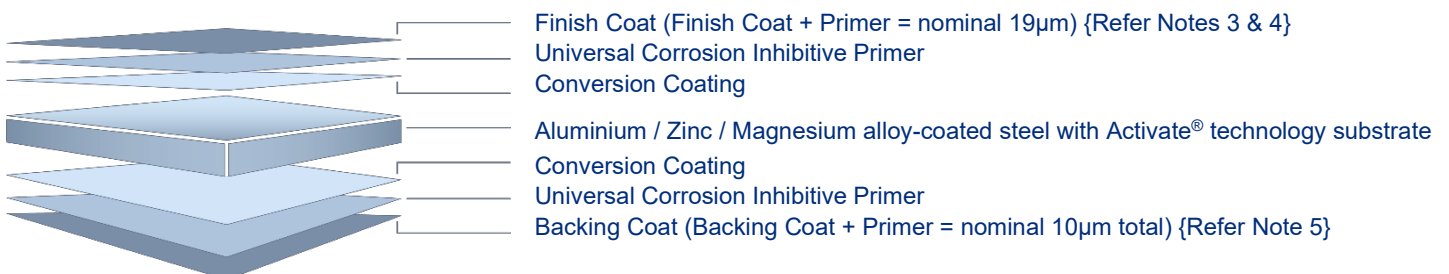 Finish Coat (Finish Coat + Primer = nominal 19µm) {Refer Notes 3 & 4}
Universal Corrosion Inhibitive Primer
Conversion Coating
Aluminium / Zinc / Magnesium alloy-coated steel with Activate® technology substrate
Conversion Coating
Universal Corrosion Inhibitive Primer
Backing Coat (Backing Coat + Primer = nominal 10µm total) {Refer Note 5}